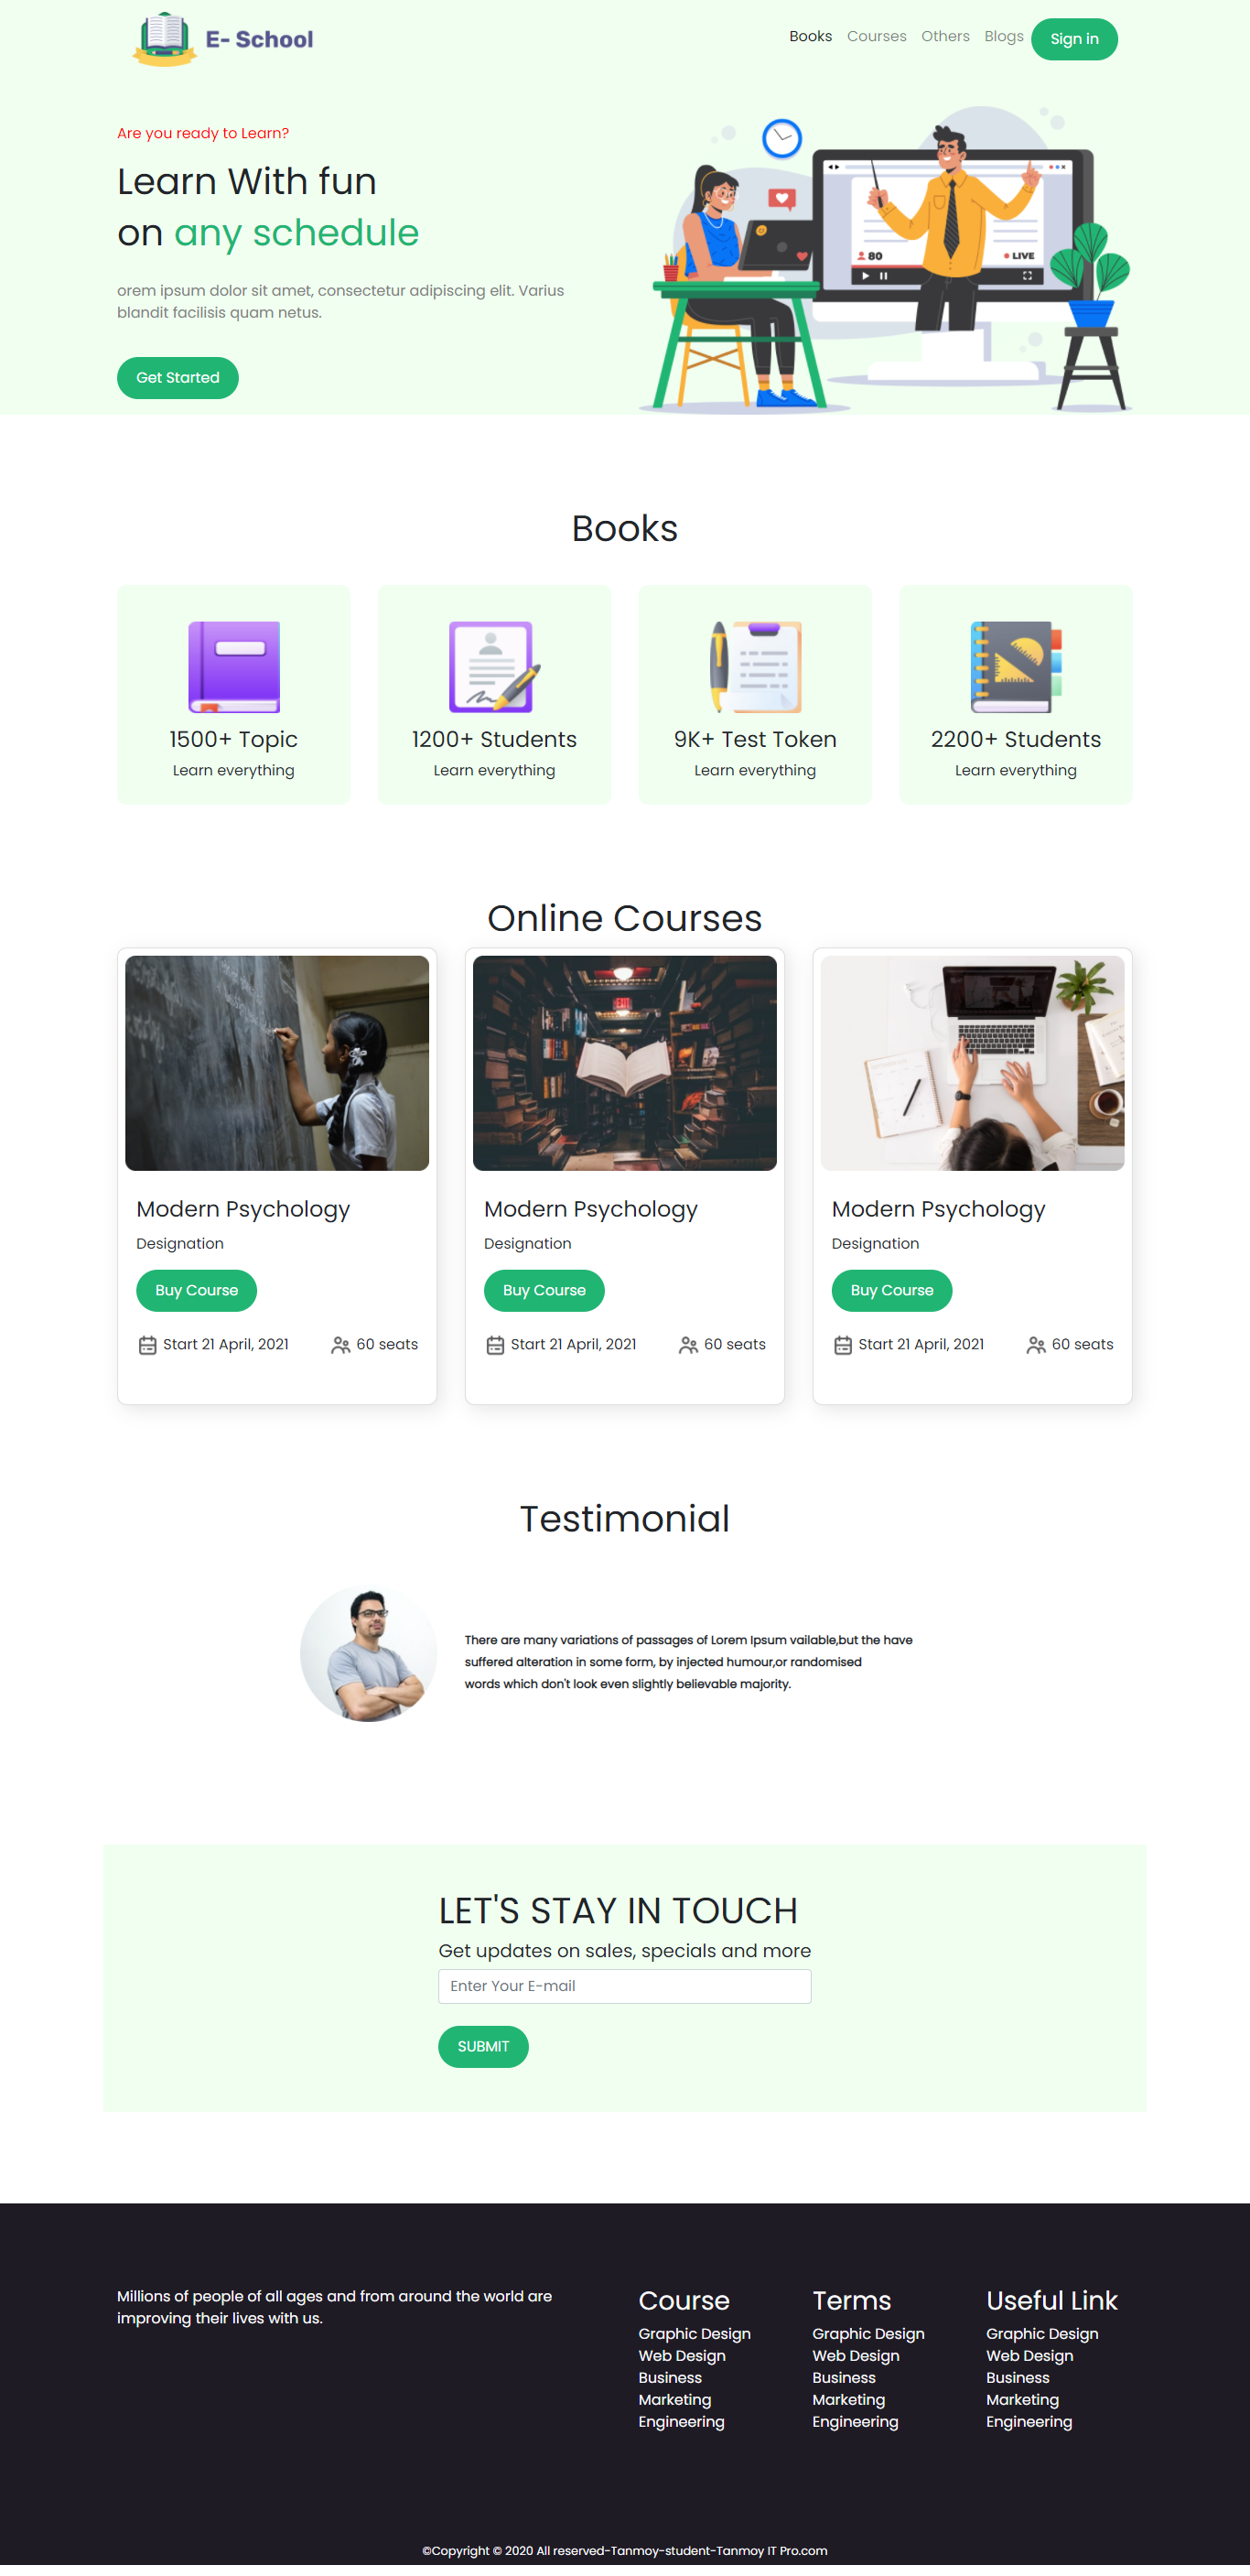 E- School
Books Courses Others Blogs Sign in
Are you ready to Learn?
Learn With fun
on any schedule
orem ipsum dolor sit amet, consectetur adipiscing elit. Varius
blandit facilisis quam netus.
Get Started
80
LIVE
Books
1500+ Topic
Learn everything
1200+ Students
Learn everything
9K+ Test Token
Learn everything
2200+ Students
Learn everything
Online Courses
EXIT
Modern Psychology
Designation
Buy Course
Start 21 April, 2021 60 seats
Modern Psychology
Designation
Buy Course
Start 21 April, 2021 60 seats
Modern Psychology
Designation
Buy Course
Start 21 April, 2021 60 seats
Testimonial
There are many variations of passages of Lorem Ipsum vailable,but the have
suffered alteration in some form, by injected humour,or randomised
words which don't look even slightly believable majority.
LET'S STAY IN TOUCH
Get updates on sales, specials and more
Enter Your E-mail
SUBMIT
Millions of people of all ages and from around the world are
improving their lives with us.
Course
Graphic Design
Web Design
Business
Marketing
Engineering
Terms
Graphic Design
Web Design
Business
Marketing
Engineering
Useful Link
Graphic Design
Web Design
Business
Marketing
Engineering
©Copyright © 2020 All reserved-Tanmoy-student-Tanmoy IT Pro.com